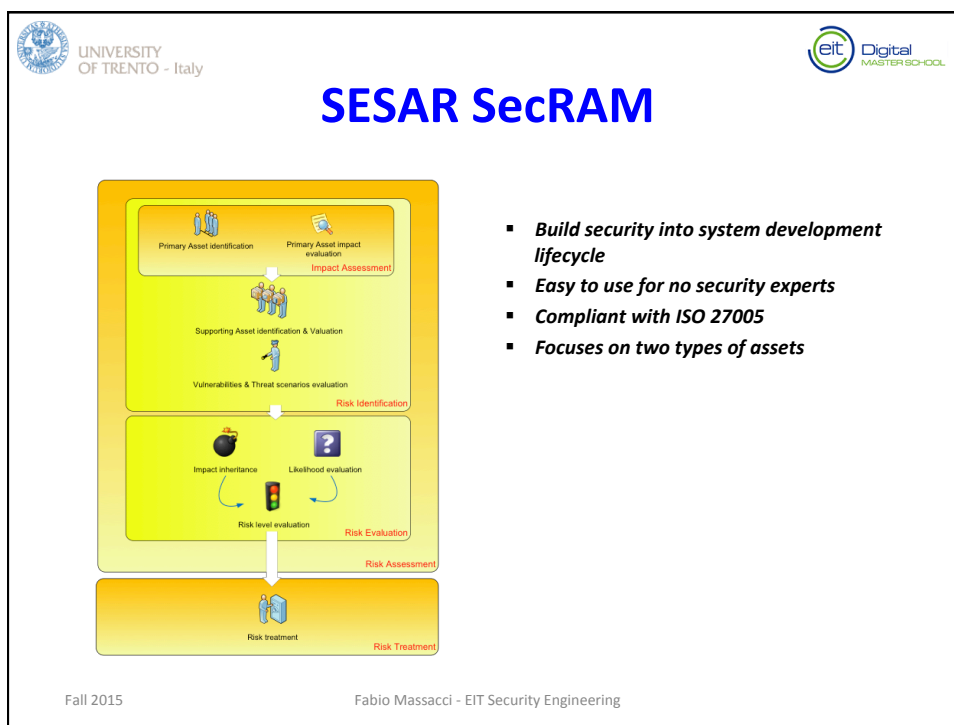 UNIVERSITY
OF TRENTO - Italy
eit Digital
MASTER SCHOOL
SESAR SecRAM
Primary Asset identification
Primary Asset impact
evaluation
Impact Assessment
Supporting Asset identification & Valuation
Vulnerabilities & Threat scenarios evaluation
Risk Identification
Impact inheritance
Likelihood evaluation
Risk level evaluation
Risk Evaluation
Risk Assessment
Risk treatment
Risk Treatment
▪ Build security into system development
lifecycle
▪ Easy to use for no security experts
▪ Compliant with ISO 27005
▪ Focuses on two types of assets
Fall 2015
Fabio Massacci - EIT Security Engineering